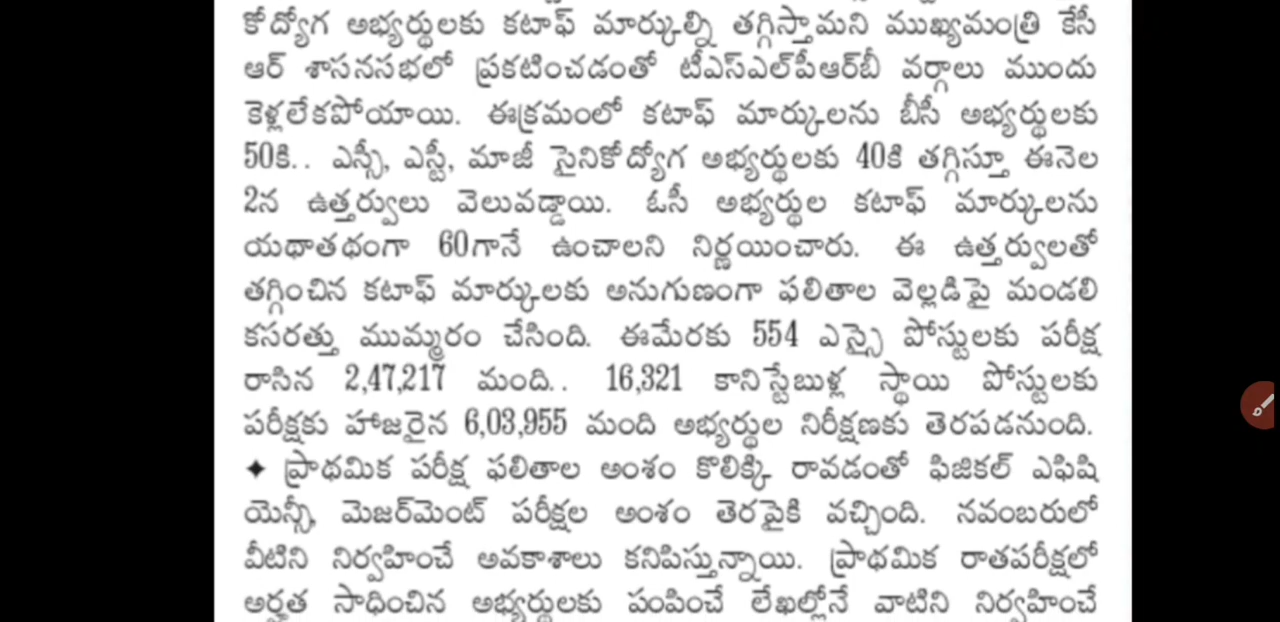 కోద్యోగ అభ్యర్థులకు కటాఫ్ మార్కుల్ని తగ్గిస్తామని ముఖ్యమంత్రి కేసీ
ఆర్ శాసనసభలో ప్రకటించడంతో టీఎస్ఎల్పీఆర్బీ వర్గాలు ముందు
కెళ్లలేకపోయాయి. ఈక్రమంలో కటాఫ్ మార్కులను బీసీ అభ్యర్థులకు
50కి.. ఎస్సీ, ఎస్టీ, మాజీ సైనికోద్యోగ అభ్యర్థులకు 40కి తగ్గిస్తూ ఈనెల
2న ఉత్తర్వులు వెలువడ్డాయి. ఓసీ అభ్యర్థుల కటాఫ్ మార్కులను
యథాతథంగా 60గానే ఉంచాలని నిర్ణయించారు. ఈ ఉత్తర్వులతో
తగ్గించిన కటాఫ్ మార్కులకు అనుగుణంగా ఫలితాల వెల్లడిపై మండలి
కసరత్తు ముమ్మరం చేసింది. ఈమేరకు 554 ఎస్సై పోస్టులకు పరీక్ష
రాసిన 2,47,217 మంది.. 16,321 కానిస్టేబుళ్ల స్థాయి పోస్టులకు
పరీక్షకు హాజరైన 6,03,955 మంది అభ్యర్థుల నిరీక్షణకు తెరపడనుంది.
✦ ప్రాథమిక పరీక్ష ఫలితాల అంశం కొలిక్కి రావడంతో ఫిజికల్ ఎఫిషి
యెన్సీ, మెజర్‌మెంట్ పరీక్షల అంశం తెరపైకి వచ్చింది. నవంబరులో
వీటిని నిర్వహించే అవకాశాలు కనిపిస్తున్నాయి. ప్రాథమిక రాతపరీక్షలో
అర్హత సాధించిన అభ్యర్థులకు పంపించే లేఖల్లోనే వాటిని నిర్వహించే